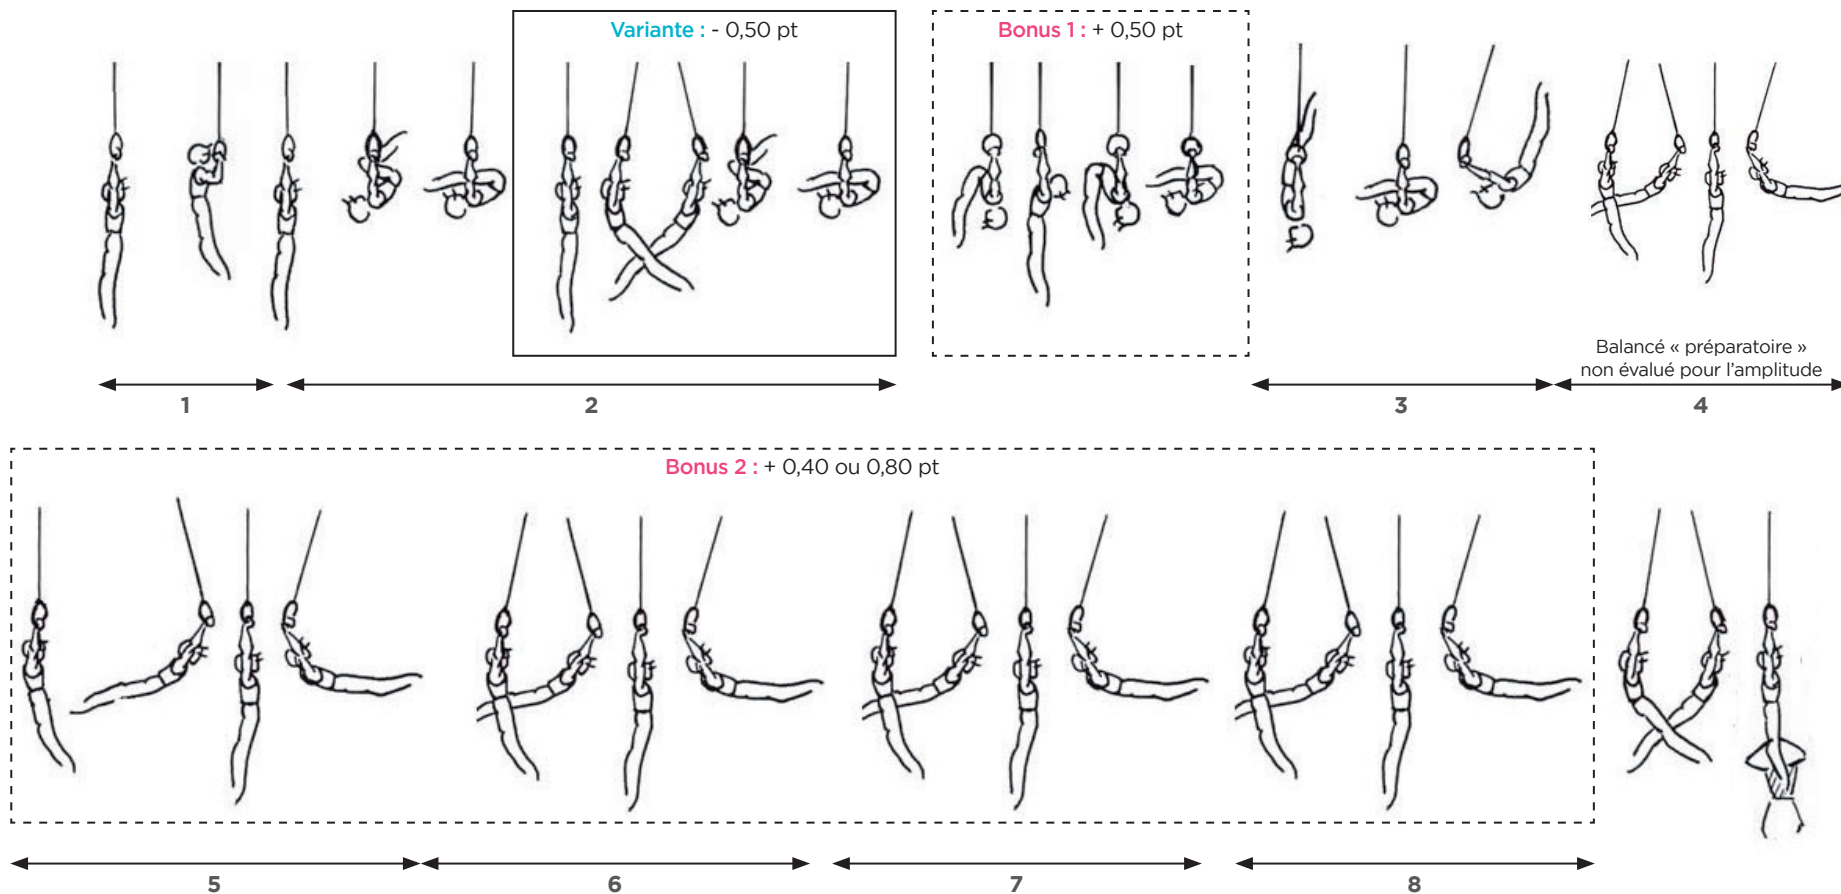 Variante : - 0,50 pt
Bonus 1 : + 0,50 pt
Balancé « préparatoire »
non évalué pour l'amplitude
1
2
3
4
Bonus 2 : + 0,40 ou 0,80 pt
5
6
7
8